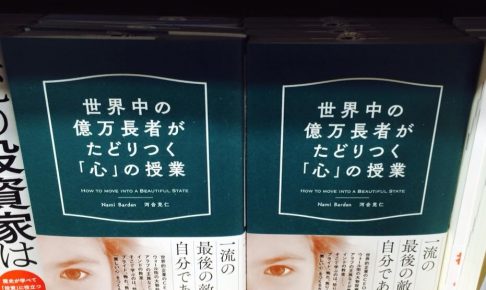 世界中の
億万長者が
たどりつく
「心」の授業
HOW TO MOVE INTO A BEAUTIFUL STATE
Nami Barden 河合克仁
一流の
最後の敵
自分であ
世界中の
億万長者が
たどりつく
「心」の授業
HOW TO MOVE INTO A BEAUTIFUL STATE
Nami Barden 河合克仁
一流の
最後の敵
自分であ
の投資家は